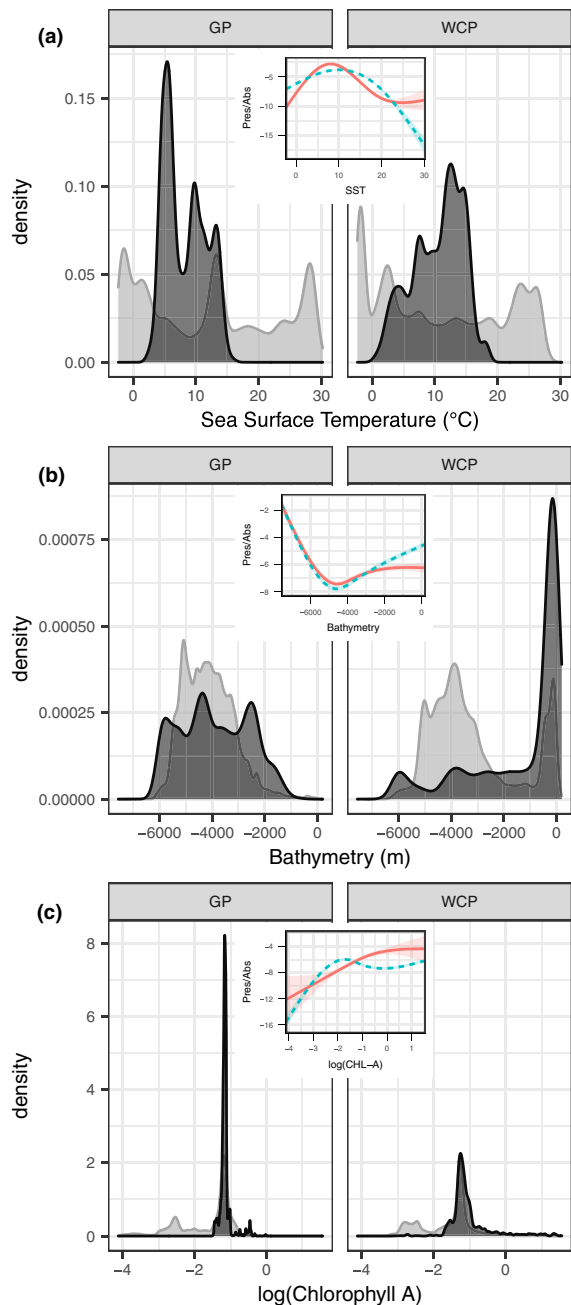 (a)
GP
WCP
density
0.15
0.10
0.05
0.00
Pres/Abs
−5
−10
−15
0
10
20
30
SST
0
10
20
30
0
10
20
30
Sea Surface Temperature (°C)
(b)
GP
WCP
density
0.00075
0.00050
0.00025
0.00000
Pres/Abs
−2
−4
−6
−8
−6000
−4000
−2000
0
Bathymetry
−6000
−4000
−2000
0
−6000
−4000
−2000
0
Bathymetry (m)
(c)
GP
WCP
density
8
6
4
2
0
Pres/Abs
−4
−8
−12
−16
−4
−3
−2
−1
0
1
log(CHL−A)
−4
−2
0
−4
−2
0
log(Chlorophyll A)